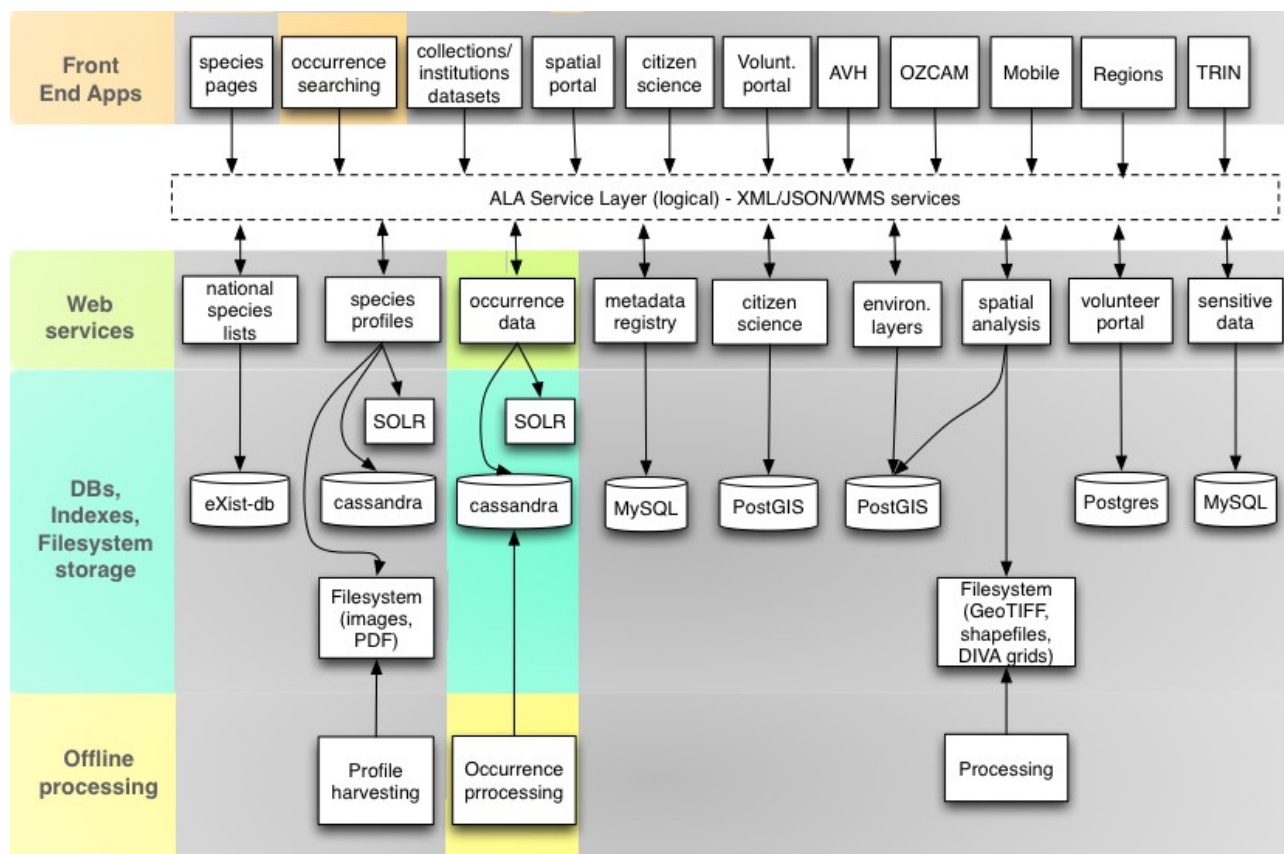 Front
End Apps
species
pages
occurrence
searching
collections/
institutions
datasets
spatial
portal
citizen
science
Volunt.
portal
AVH
OZCAM
Mobile
Regions
TRIN
ALA Service Layer (logical) - XML/JSON/WMS services
Web
services
national
species
lists
species
profiles
occurrence
data
metadata
registry
citizen
science
environ.
layers
spatial
analysis
volunteer
portal
sensitive
data
DBs,
Indexes,
Filesystem
storage
SOLR
SOLR
eXist-db
cassandra
cassandra
MySQL
PostGIS
PostGIS
Postgres
MySQL
Filesystem
(images,
PDF)
Filesystem
(GeoTIFF,
shapefiles,
DIVA grids)
Offline
processing
Profile
harvesting
Occurrence
prrocessing
Processing